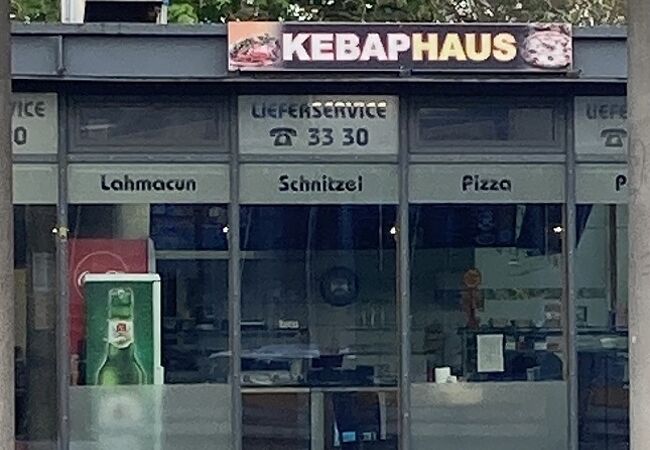 KEBAPHAUS
VICE LIEFERSERVICE LIEFE
0 ☎ 33 30 ☎
Lahmacun Schnitzel Pizza P